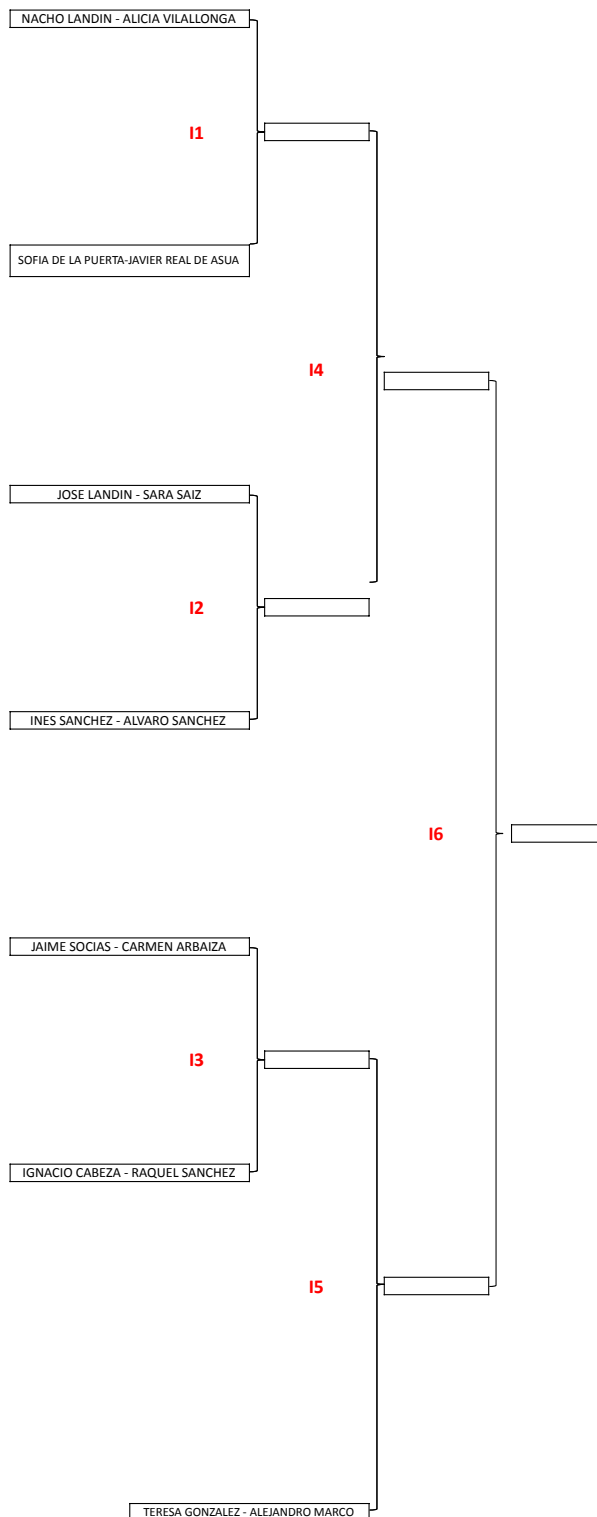 NACHO LANDIN - ALICIA VILALLONGA
I1
SOFIA DE LA PUERTA-JAVIER REAL DE ASUA
I4
JOSE LANDIN - SARA SAIZ
I2
INES SANCHEZ - ALVARO SANCHEZ
I6
JAIME SOCIAS - CARMEN ARBAIZA
I3
IGNACIO CABEZA - RAQUEL SANCHEZ
I5
TERESA GONZALEZ - ALEJANDRO MARCO